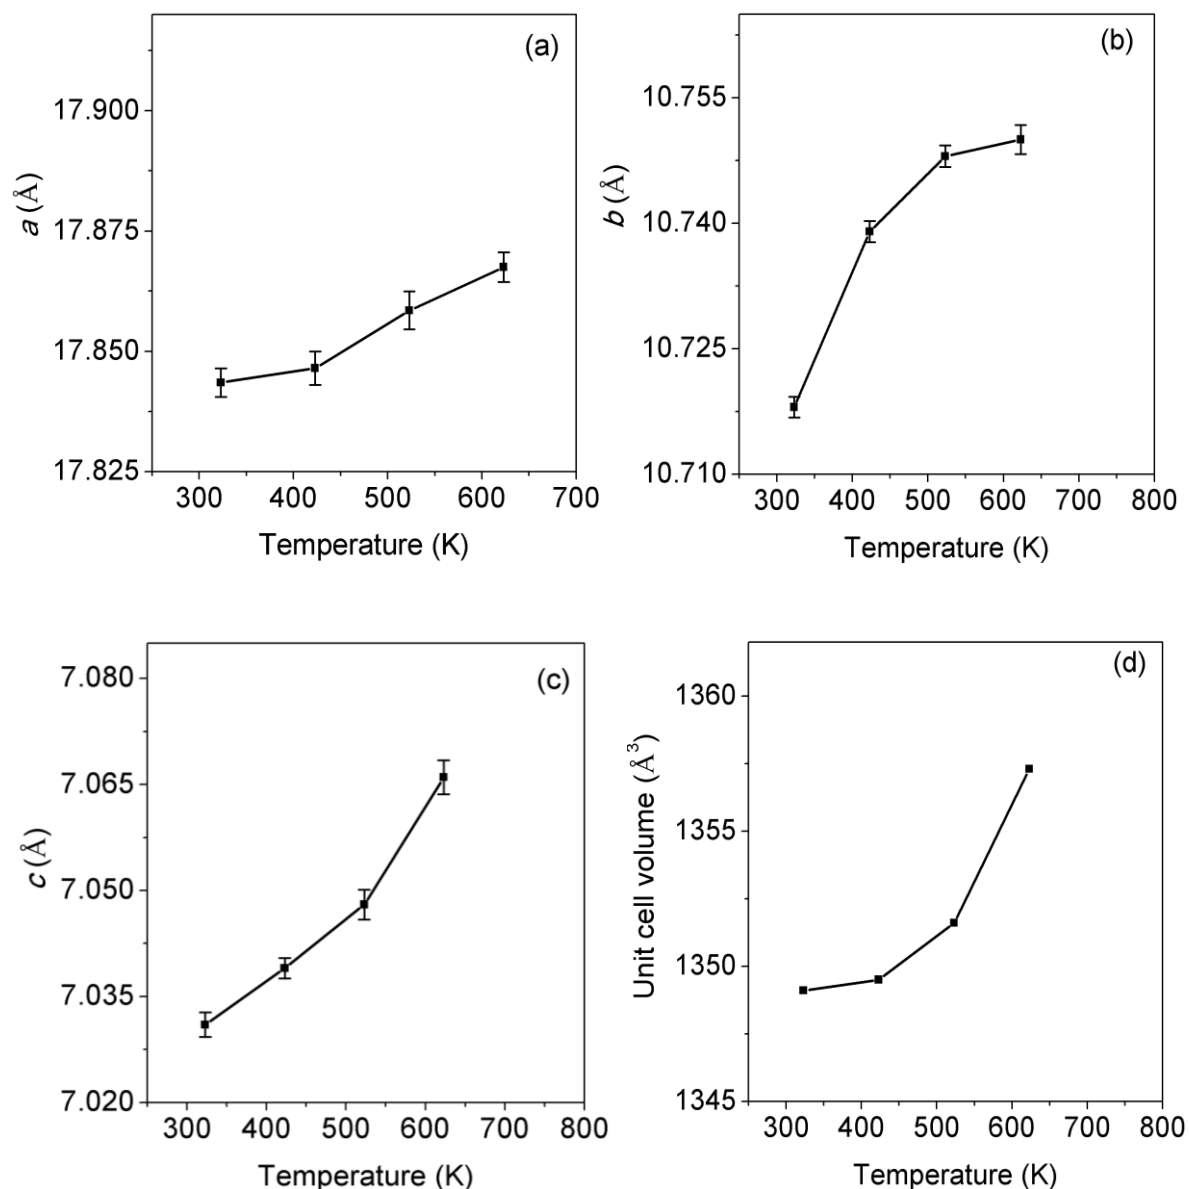 (a)
17.900
17.875
17.850
17.825
a (Å)
300 400 500 600 700
Temperature (K)
(b)
10.755
10.740
10.725
10.710
b (Å)
300 400 500 600 700 800
Temperature (K)
(c)
7.080
7.065
7.050
7.035
7.020
c (Å)
300 400 500 600 700 800
Temperature (K)
(d)
1360
1355
1350
1345
Unit cell volume (Å³)
300 400 500 600 700 800
Temperature (K)